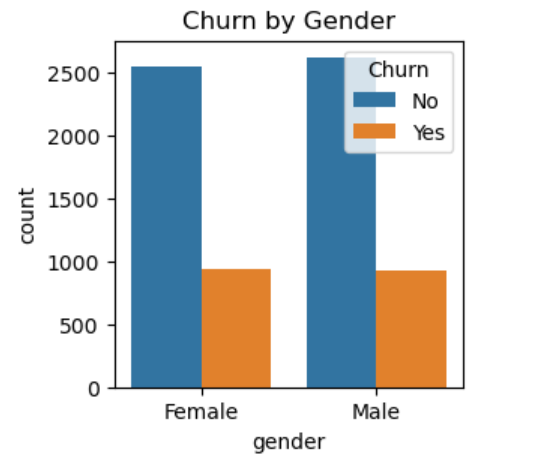 Churn by Gender
Churn
No
Yes
count
2500
2000
1500
1000
500
0
Female
Male
gender